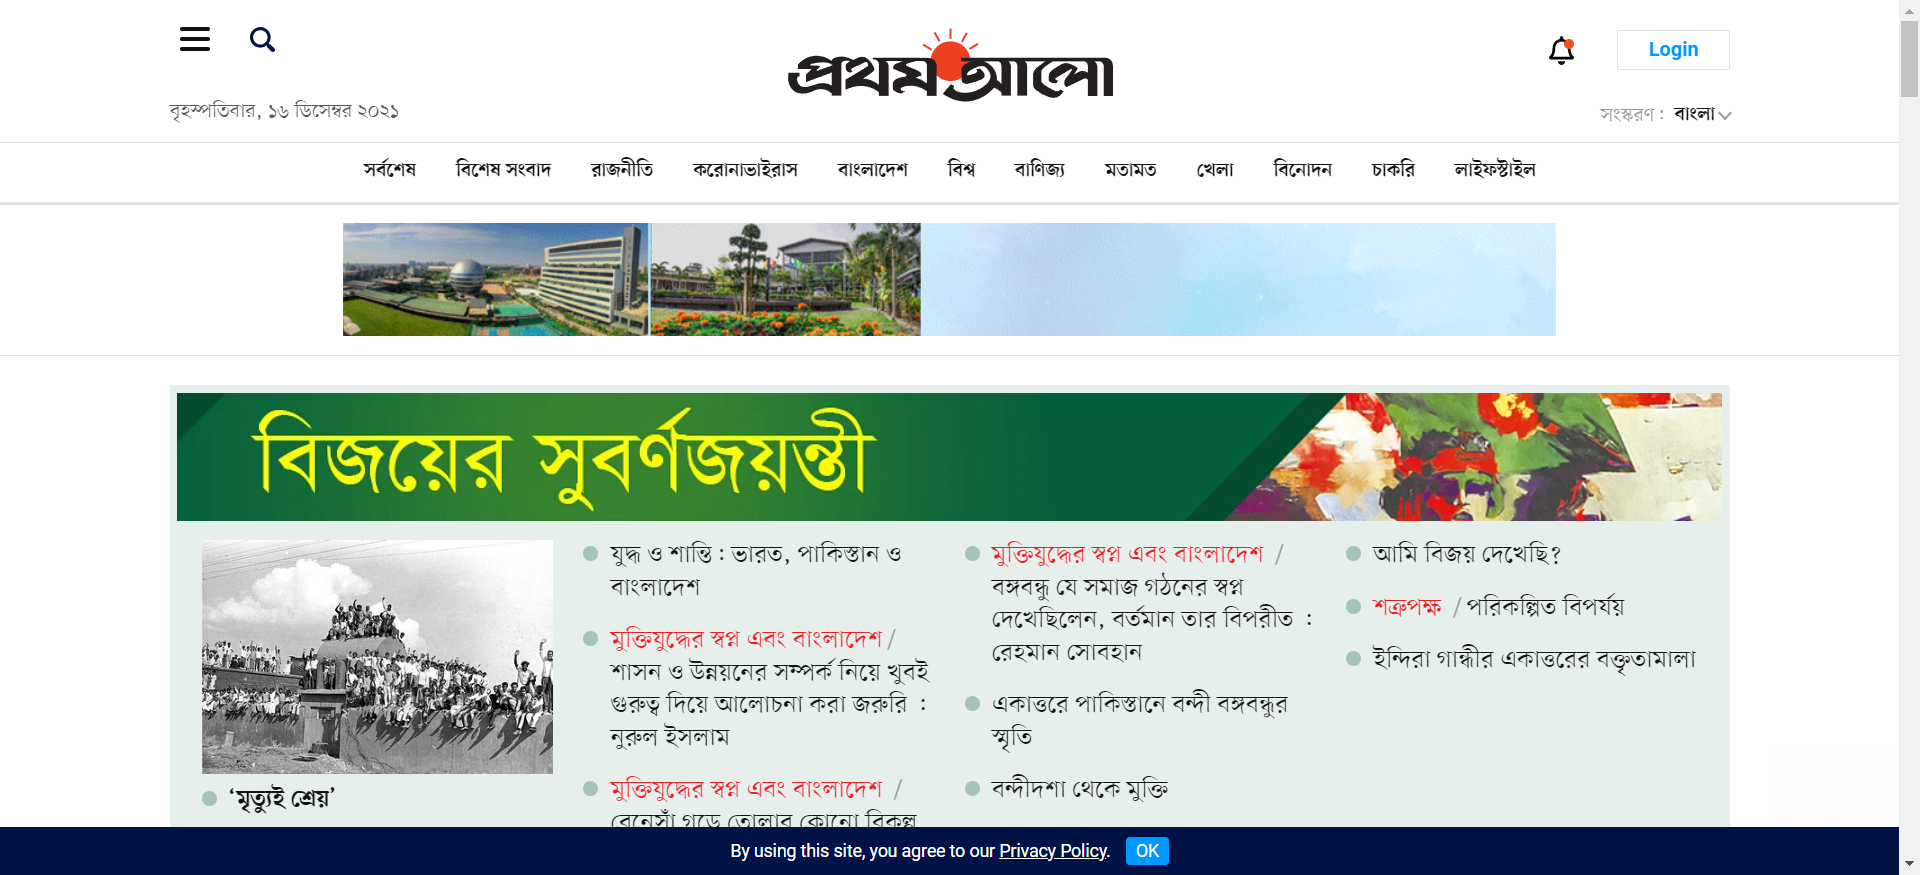 প্রথম আলো
Login
বৃহস্পতিবার, ১৬ ডিসেম্বর ২০২১
সংস্করণ : বাংলা
সর্বশেষ বিশেষ সংবাদ রাজনীতি করোনাভাইরাস বাংলাদেশ বিশ্ব বাণিজ্য মতামত খেলা বিনোদন চাকরি লাইফস্টাইল
বিজয়ের সুবর্ণজয়ন্তী
‘মৃত্যুই শ্রেয়’
যুদ্ধ ও শান্তি : ভারত, পাকিস্তান ও
বাংলাদেশ
মুক্তিযুদ্ধের স্বপ্ন এবং বাংলাদেশ /
শাসন ও উন্নয়নের সম্পর্ক নিয়ে খুবই
গুরুত্ব দিয়ে আলোচনা করা জরুরি :
নুরুল ইসলাম
মুক্তিযুদ্ধের স্বপ্ন এবং বাংলাদেশ /
রেনেসাঁ গড়ে তোলার কোনো বিকল্প
মুক্তিযুদ্ধের স্বপ্ন এবং বাংলাদেশ /
বঙ্গবন্ধু যে সমাজ গঠনের স্বপ্ন
দেখেছিলেন, বর্তমান তার বিপরীত :
রেহমান সোবহান
একাত্তরে পাকিস্তানে বন্দী বঙ্গবন্ধুর
স্মৃতি
বন্দীদশা থেকে মুক্তি
আমি বিজয় দেখেছি?
শত্রুপক্ষ / পরিকল্পিত বিপর্যয়
ইন্দিরা গান্ধীর একাত্তরের বক্তৃতামালা
By using this site, you agree to our Privacy Policy. OK